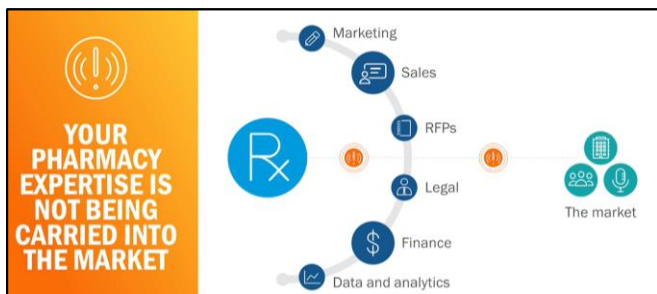 YOUR
PHARMACY
EXPERTISE IS
NOT BEING
CARRIED INTO
THE MARKET
Marketing
Sales
RFPs
Rx
Legal
The market
Finance
$
Data and analytics